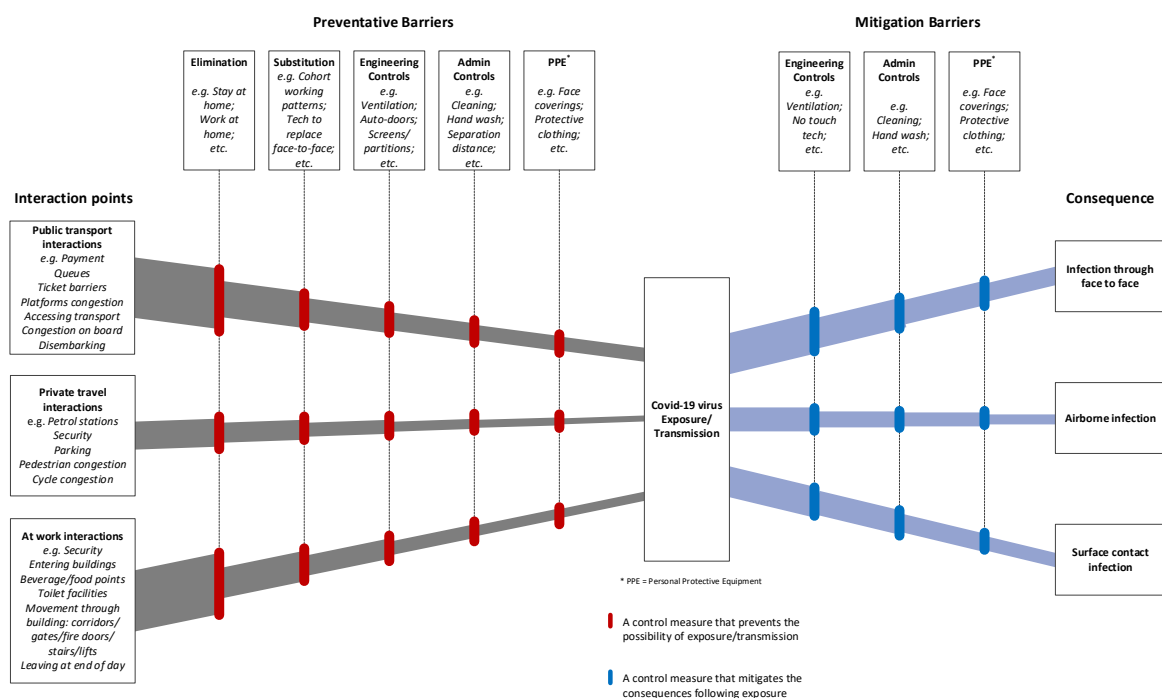 Preventative Barriers
Mitigation Barriers
Elimination
e.g. Stay at
home;
Work at
home;
etc.
Substitution
e.g. Cohort
working
patterns;
Tech to
replace
face-to-face;
etc.
Engineering
Controls
e.g.
Ventilation;
Auto-doors;
Screens/
partitions;
etc.
Admin
Controls
e.g.
Cleaning;
Hand wash;
Separation
distance;
etc.
PPE*
e.g. Face
coverings;
Protective
clothing;
etc.
Engineering
Controls
e.g.
Ventilation;
No touch
tech;
etc.
Admin
Controls
e.g.
Cleaning;
Hand wash;
etc.
PPE*
e.g. Face
coverings;
Protective
clothing;
etc.
Interaction points
Consequence
Public transport
interactions
e.g. Payment
Queues
Ticket barriers
Platforms congestion
Accessing transport
Congestion on board
Disembarking
Private travel
interactions
e.g. Petrol stations
Security
Parking
Pedestrian congestion
Cycle congestion
At work interactions
e.g. Security
Entering buildings
Beverage/food points
Toilet facilities
Movement through
building: corridors/
gates/fire doors/
stairs/lifts
Leaving at end of day
Covid-19 virus
Exposure/
Transmission
Infection through
face to face
Airborne infection
Surface contact
infection
* PPE = Personal Protective Equipment
A control measure that prevents the
possibility of exposure/transmission
A control measure that mitigates the
consequences following exposure